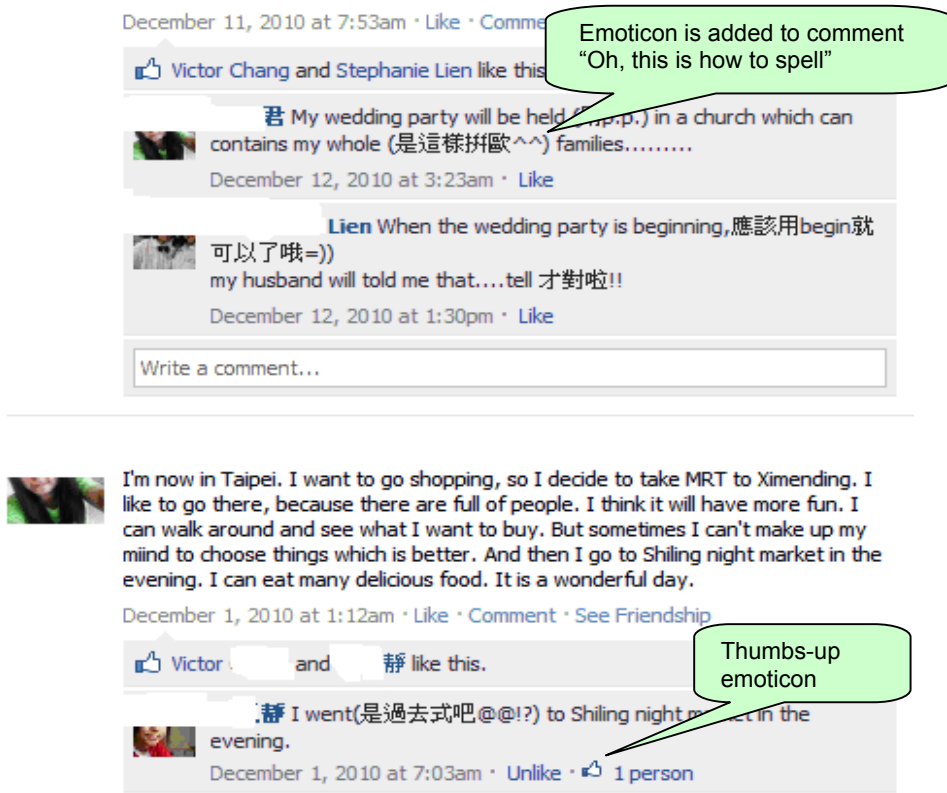 December 11, 2010 at 7:53am · Like · Comme
Emoticon is added to comment
“Oh, this is how to spell”
Victor Chang and Stephanie Lien like this
君 My wedding party will be held p.p.) in a church which can
contains my whole (是這樣拼歐^^) families.........
December 12, 2010 at 3:23am · Like
Lien When the wedding party is beginning,應該用begin就
可以了哦=))
my husband will told me that....tell 才對啦!!
December 12, 2010 at 1:30pm · Like
Write a comment...
I'm now in Taipei. I want to go shopping, so I decide to take MRT to Ximending. I
like to go there, because there are full of people. I think it will have more fun. I
can walk around and see what I want to buy. But sometimes I can't make up my
miind to choose things which is better. And then I go to Shiling night market in the
evening. I can eat many delicious food. It is a wonderful day.
December 1, 2010 at 1:12am · Like · Comment · See Friendship
Thumbs-up
emoticon
Victor and 靜 like this.
靜 I went(是過去式吧@@!?) to Shiling night market in the
evening.
December 1, 2010 at 7:03am · Unlike · 1 person